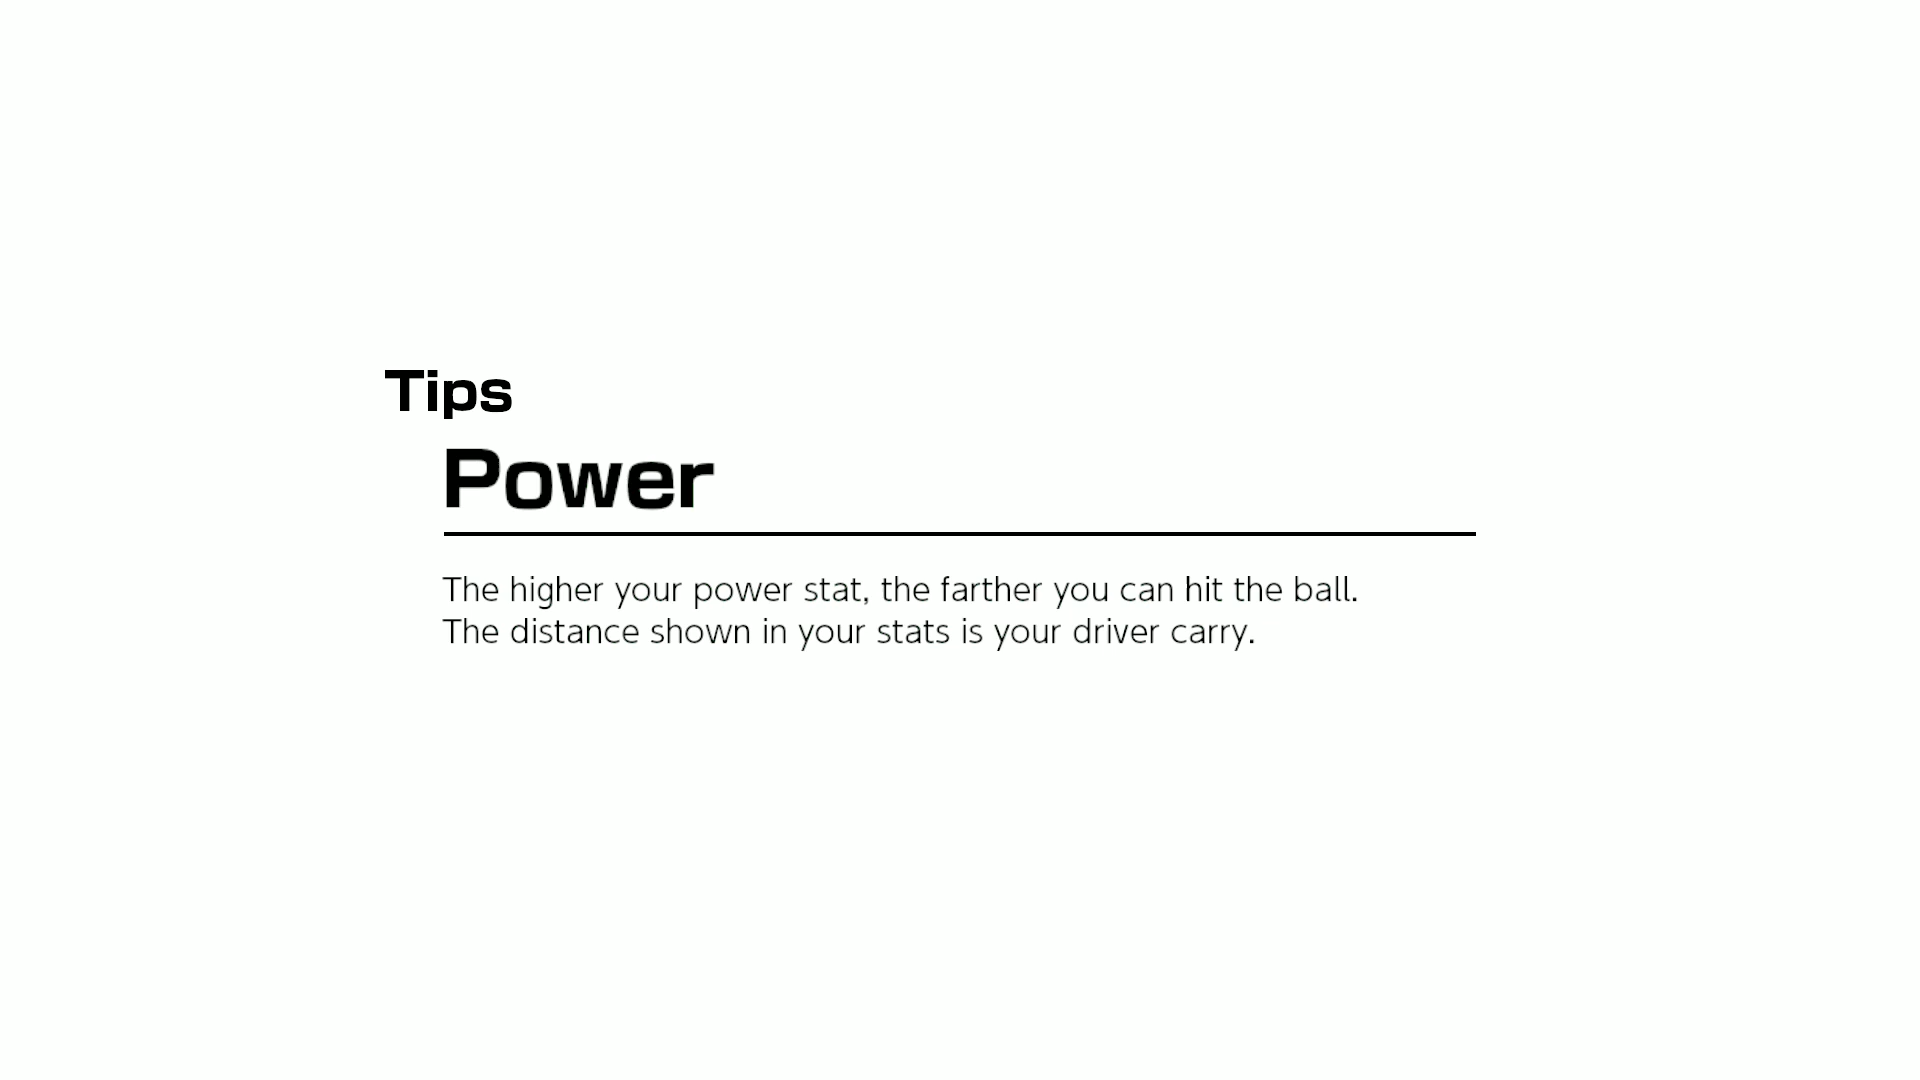 Tips
Power
The higher your power stat, the farther you can hit the ball.
The distance shown in your stats is your driver carry.